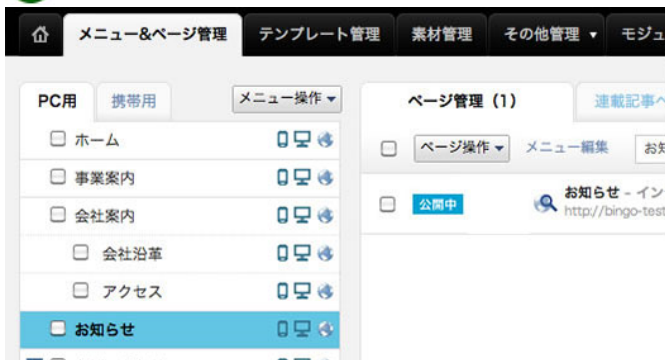 メニュー&ページ管理 テンプレート管理 素材管理 その他管理 ▼ モジュ
PC用 携帯用 メニュー操作 ▼
ホーム
事業案内
会社案内
会社沿革
アクセス
お知らせ
ページ管理 (1) 連載記事へ
ページ操作 ▼ メニュー編集 お知
公開中 お知らせ - イン
http://bingo-test